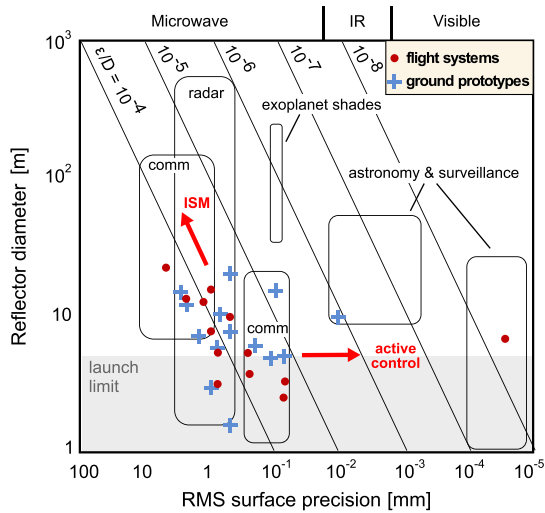 Microwave IR Visible
10³
ε/D = 10⁻⁴
10⁻⁵
10⁻⁶
10⁻⁷
10⁻⁸
flight systems
ground prototypes
radar
exoplanet shades
comm
astronomy & surveillance
10²
ISM
Reflector diameter [m]
10
comm
active
control
launch
limit
1
100 10 1 10⁻¹ 10⁻² 10⁻³ 10⁻⁴ 10⁻⁵
RMS surface precision [mm]